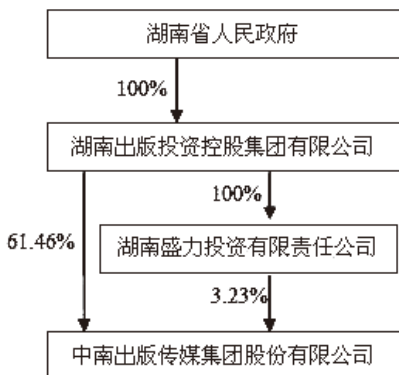 湖南省人民政府
100%
湖南出版投资控股集团有限公司
100%
61.46%
湖南盛力投资有限责任公司
3.23%
中南出版传媒集团股份有限公司